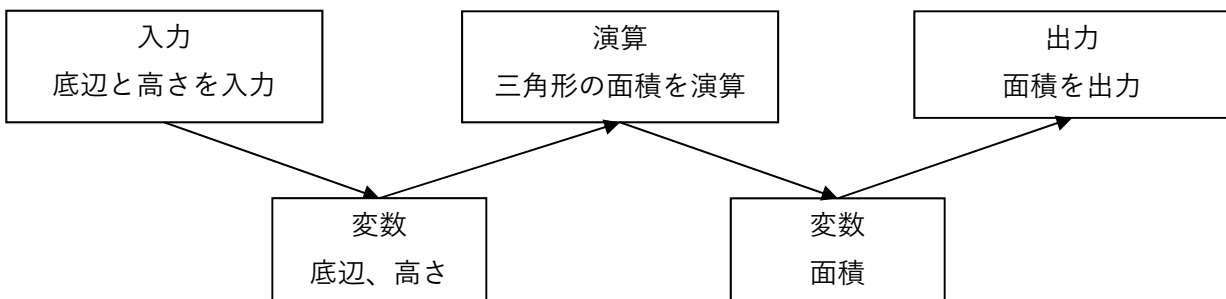 入力
底辺と高さを入力
演算
三角形の面積を演算
出力
面積を出力
変数
底辺、高さ
変数
面積